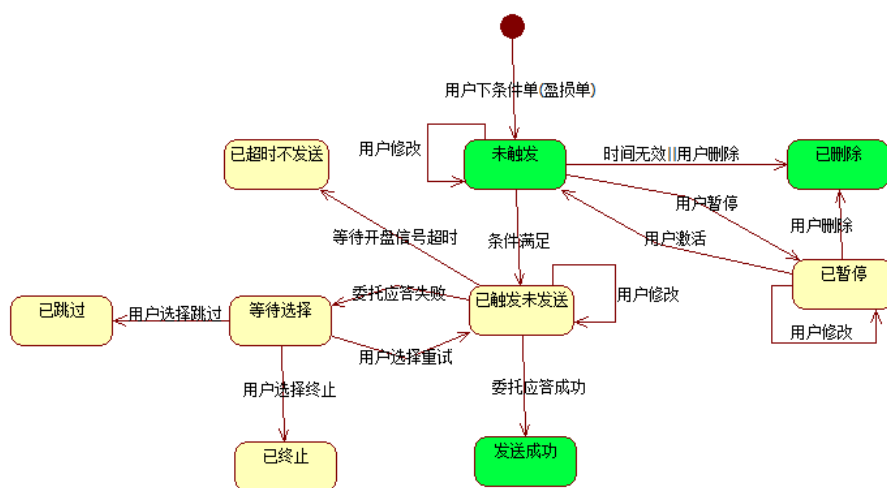 用户下条件单(盈损单)
已超时不发送
用户修改
未触发
时间无效||用户删除
已删除
用户暂停
用户删除
等待开盘信号超时
条件满足
用户激活
已暂停
委托应答失败
已触发未发送
用户修改
已跳过
用户选择跳过
等待选择
用户修改
用户选择重试
用户选择终止
委托应答成功
已终止
发送成功